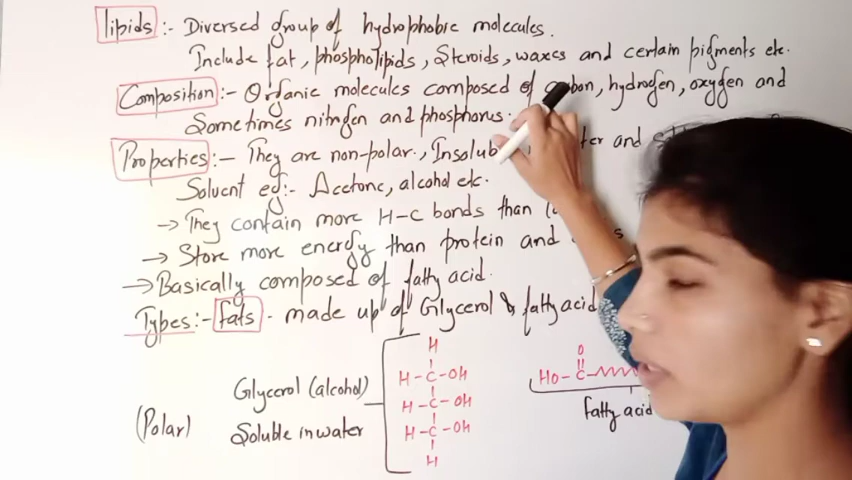 lipids :- Diversed group of hydrophobic molecules.
Include fat, phospholipids, Steroids, waxes and certain pigments etc.
Composition :- Organic molecules composed of carbon, hydrogen, oxygen and
Sometimes nitrogen and phosphorus.
Properties :- They are non-polar, Insolub and
Solvent eg:- Acetone, alcohol etc.
→ They contain more H-C bonds than
→ Store more energy than protein and
→ Basically composed of fatty acid.
Types :- fats - made up of Glycerol & fatty acid
H
H-C-OH
Glycerol (alcohol)
H-C-OH
(Polar)
Soluble in water
H-C-OH
H
O
HO-C
fatty acid